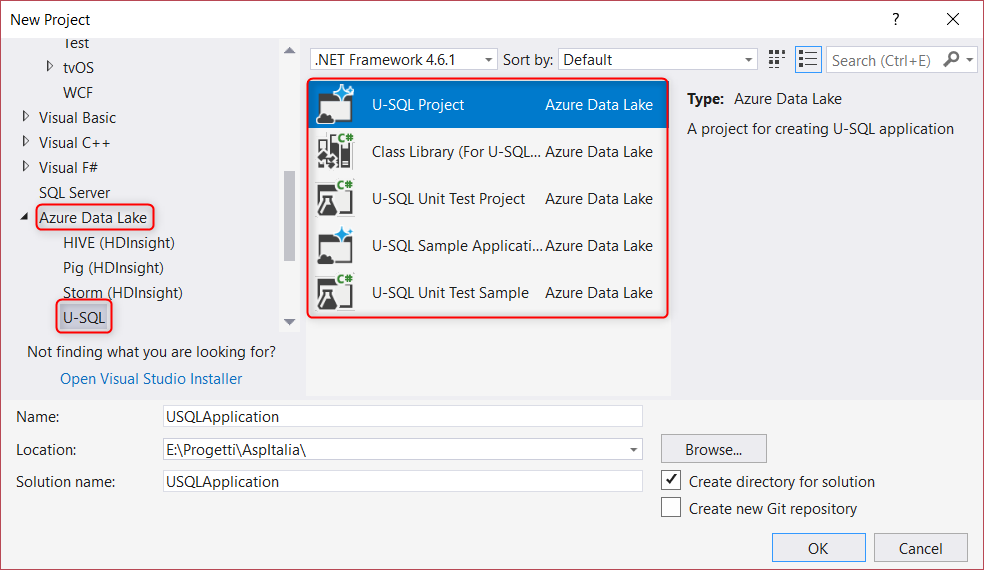 New Project
?
Test
tvOS
WCF
Visual Basic
Visual C++
Visual F#
SQL Server
Azure Data Lake
HIVE (HDInsight)
Pig (HDInsight)
Storm (HDInsight)
U-SQL
Not finding what you are looking for?
Open Visual Studio Installer
.NET Framework 4.6.1
Sort by: Default
Search (Ctrl+E)
U-SQL Project Azure Data Lake
C# Class Library (For U-SQL... Azure Data Lake
C# U-SQL Unit Test Project Azure Data Lake
U-SQL Sample Applicati... Azure Data Lake
C# U-SQL Unit Test Sample Azure Data Lake
Type: Azure Data Lake
A project for creating U-SQL application
Name: USQLApplication
Location: E:\Progetti\AspItalia\
Browse...
Solution name: USQLApplication
Create directory for solution
Create new Git repository
OK
Cancel